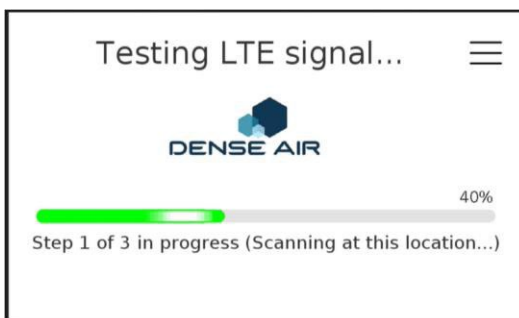 Testing LTE signal...
DENSE AIR
40%
Step 1 of 3 in progress (Scanning at this location...)